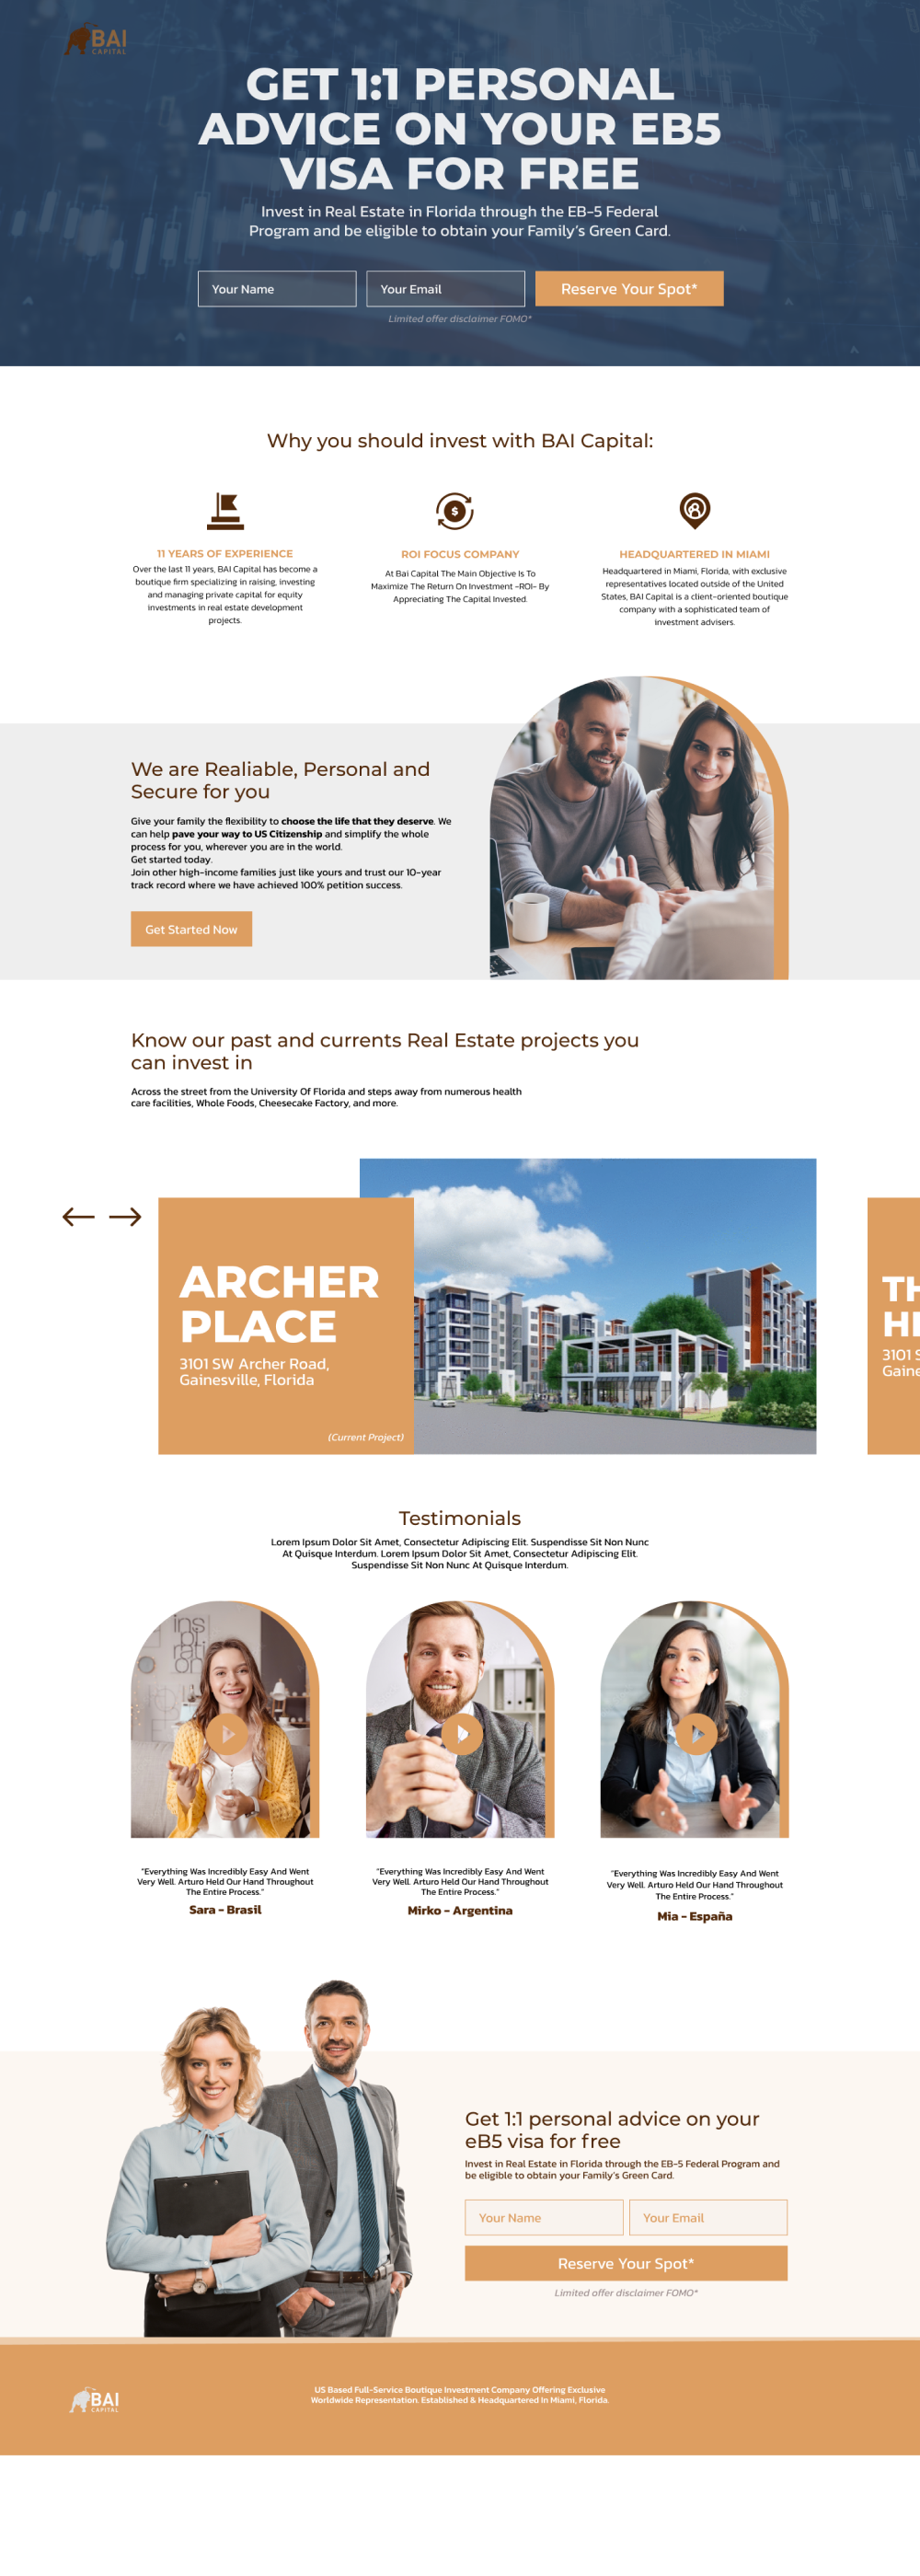 BAI
CAPITAL
GET 1:1 PERSONAL
ADVICE ON YOUR EB5
VISA FOR FREE
Invest in Real Estate in Florida through the EB-5 Federal
Program and be eligible to obtain your Family's Green Card.
Your Name
Your Email
Reserve Your Spot*
Limited offer disclaimer FOMO*
Why you should invest with BAI Capital:
11 YEARS OF EXPERIENCE
Over the last 11 years, BAI Capital has become a
boutique firm specializing in raising, investing
and managing private capital for equity
investments in real estate development
projects.
ROI FOCUS COMPANY
At Bai Capital The Main Objective Is To
Maximize The Return On Investment -ROI- By
Appreciating The Capital Invested.
HEADQUARTERED IN MIAMI
Headquartered in Miami, Florida, with exclusive
representatives located outside of the United
States, BAI Capital is a client-oriented boutique
company with a sophisticated team of
investment advisers.
We are Realiable, Personal and
Secure for you
Give your family the flexibility to choose the life that they deserve. We
can help pave your way to US Citizenship and simplify the whole
process for you, wherever you are in the world.
Get started today.
Join other high-income families just like yours and trust our 10-year
track record where we have achieved 100% petition success.
Get Started Now
Know our past and currents Real Estate projects you
can invest in
Across the street from the University Of Florida and steps away from numerous health
care facilities, Whole Foods, Cheesecake Factory, and more.
ARCHER
PLACE
3101 SW Archer Road,
Gainesville, Florida
(Current Project)
TH
HI
3101 S
Gaine
Testimonials
Lorem Ipsum Dolor Sit Amet, Consectetur Adipiscing Elit. Suspendisse Sit Non Nunc
At Quisque Interdum. Lorem Ipsum Dolor Sit Amet, Consectetur Adipiscing Elit.
Suspendisse Sit Non Nunc At Quisque Interdum.
ins
pi
rati
on
"Everything Was Incredibly Easy And Went
Very Well. Arturo Held Our Hand Throughout
The Entire Process."
Sara - Brasil
"Everything Was Incredibly Easy And Went
Very Well. Arturo Held Our Hand Throughout
The Entire Process."
Mirko - Argentina
"Everything Was Incredibly Easy And Went
Very Well. Arturo Held Our Hand Throughout
The Entire Process."
Mia - España
Get 1:1 personal advice on your
eB5 visa for free
Invest in Real Estate in Florida through the EB-5 Federal Program and
be eligible to obtain your Family's Green Card.
Your Name
Your Email
Reserve Your Spot*
Limited offer disclaimer FOMO*
BAI
CAPITAL
US Based Full-Service Boutique Investment Company Offering Exclusive
Worldwide Representation. Established & Headquartered In Miami, Florida.